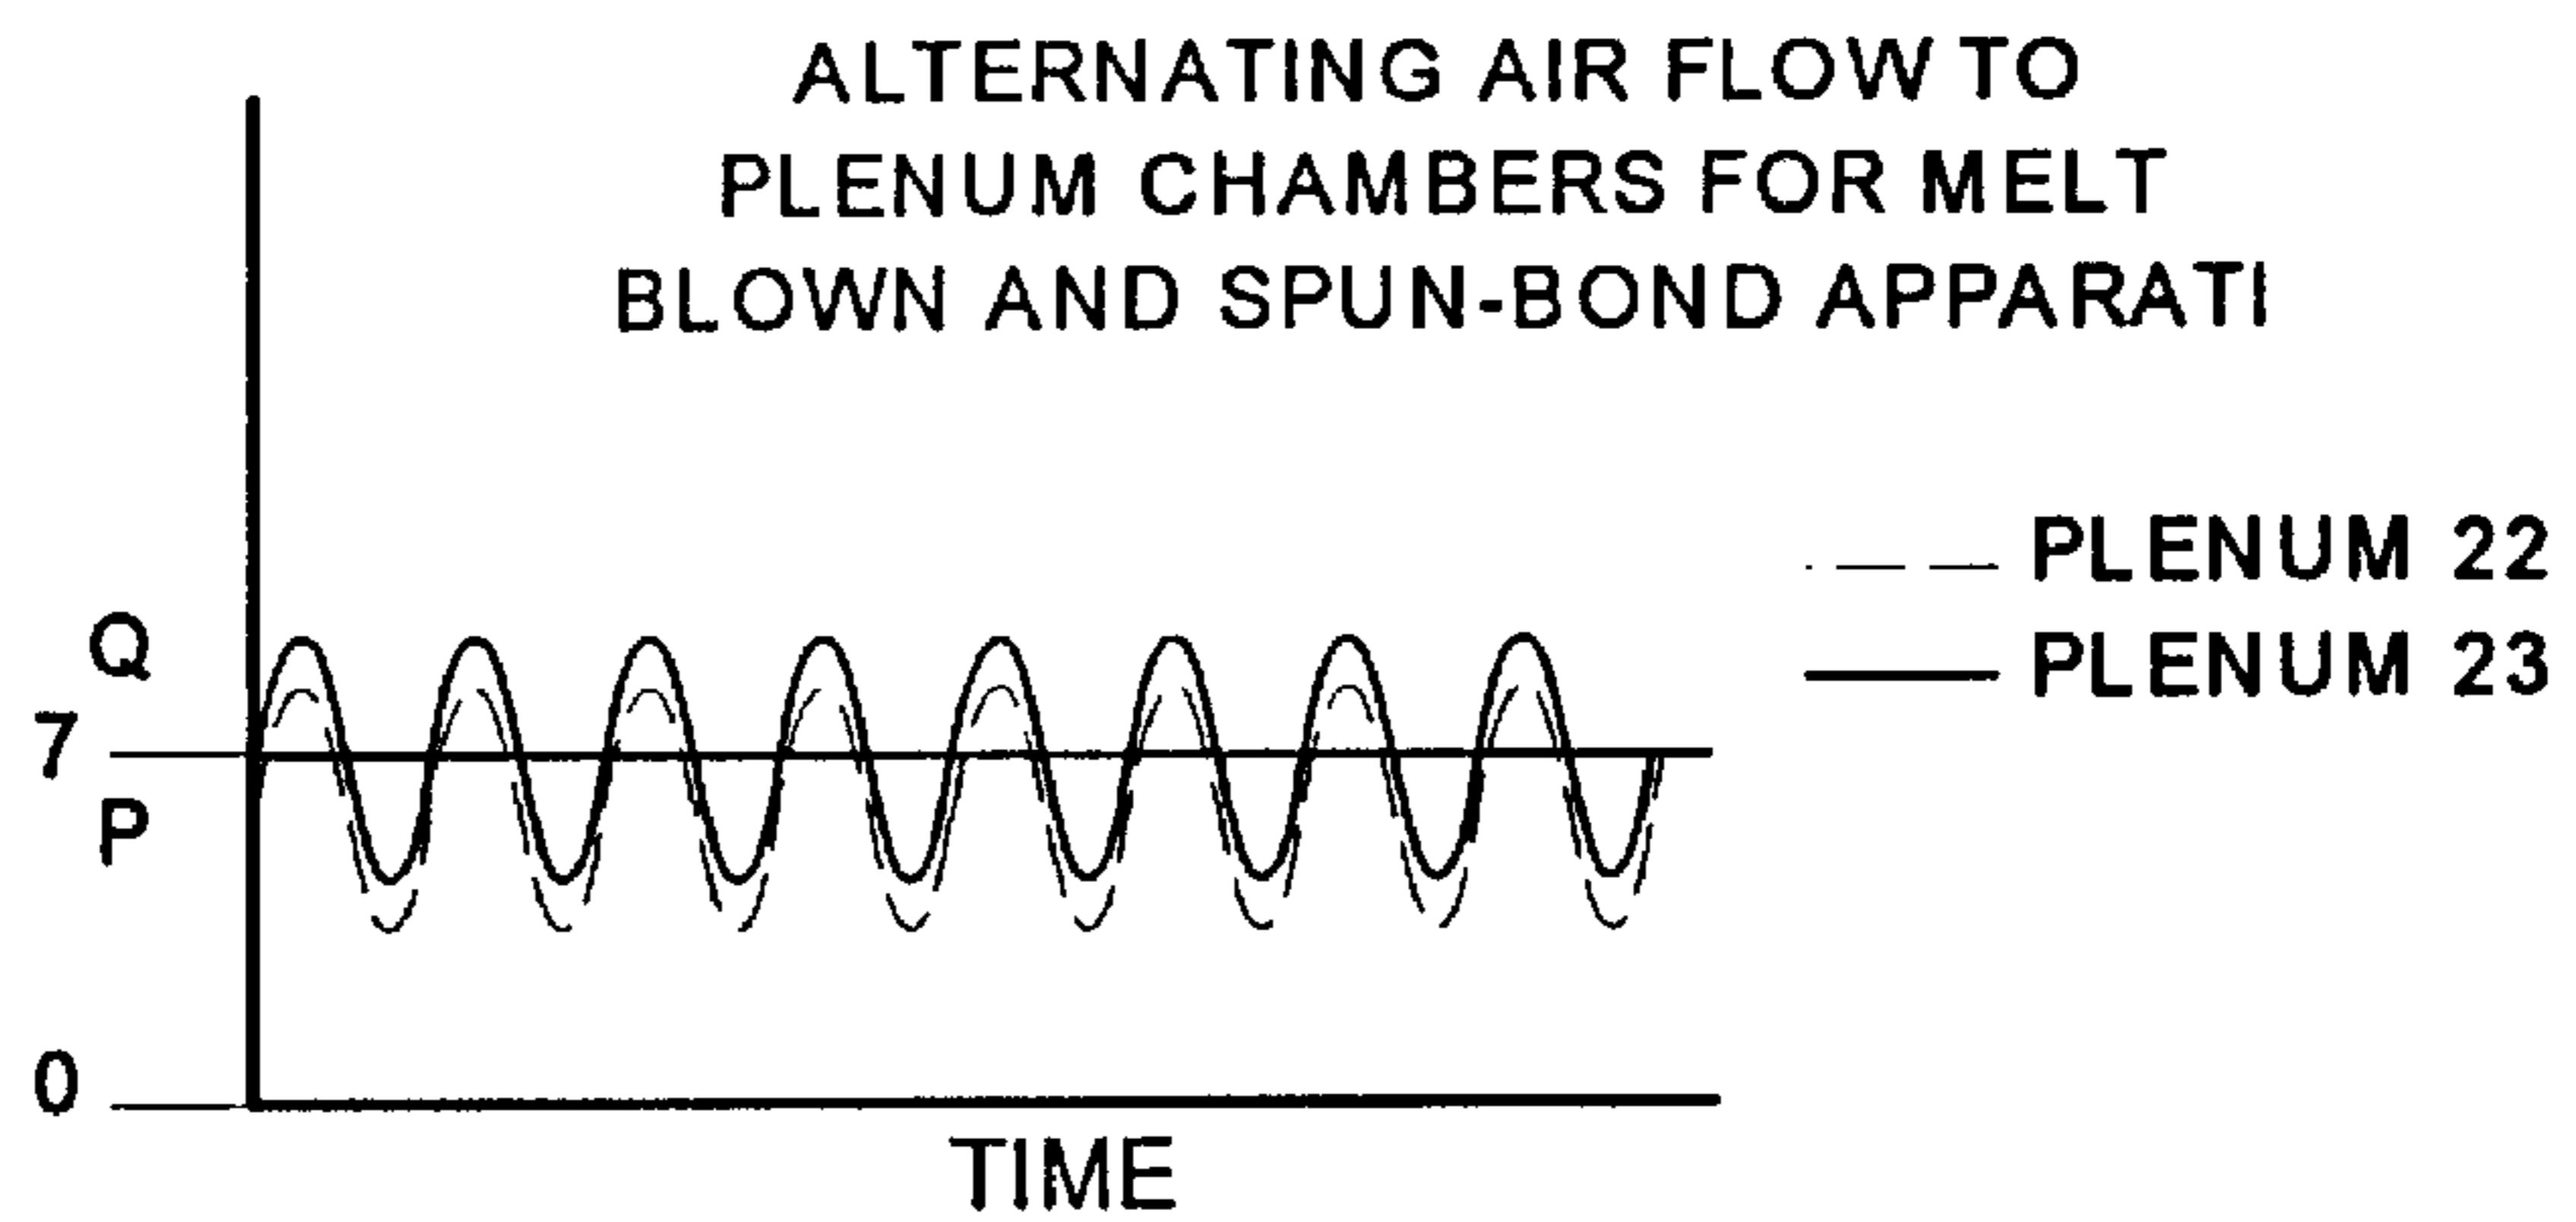 ALTERNATING AIR FLOW TO
PLENUM CHAMBERS FOR MELT
BLOWN AND SPUN-BOND APPARATI
PLENUM 22
PLENUM 23
Q
7
P
0
TIME